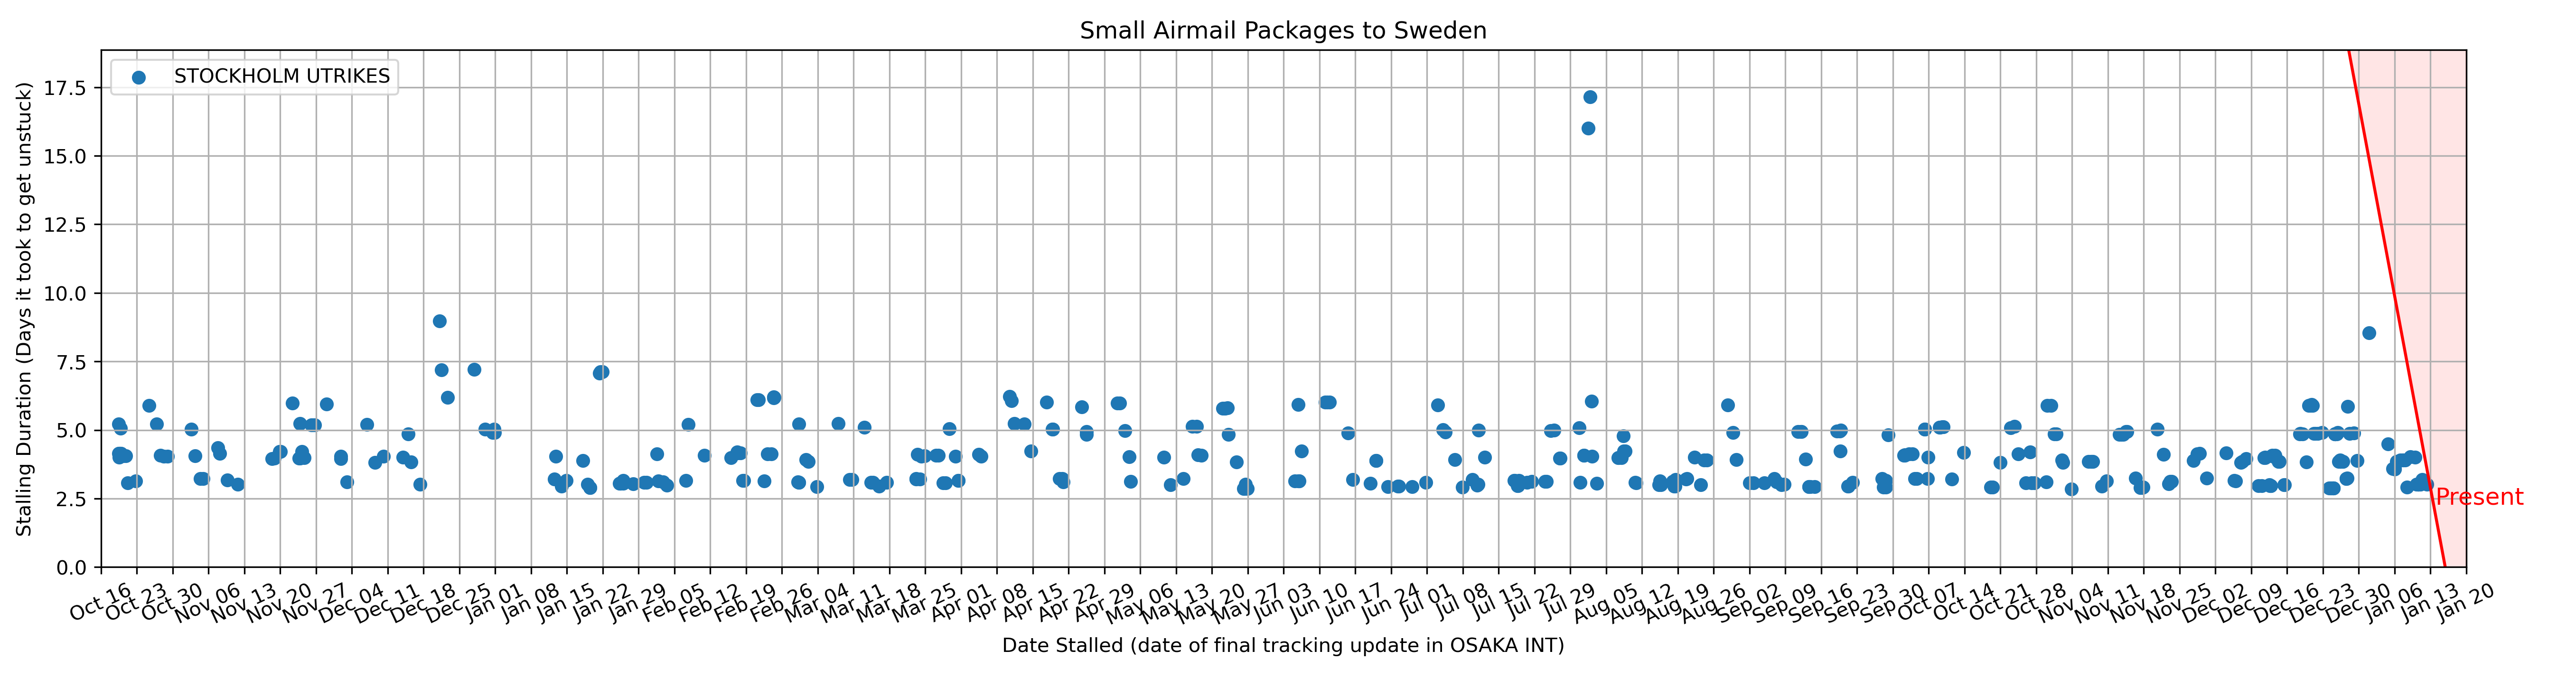 Small Airmail Packages to Sweden
STOCKHOLM UTRIKES
Stalling Duration (Days it took to get unstuck)
17.5
15.0
12.5
10.0
7.5
5.0
2.5
0.0
Present
Oct 16
Oct 23
Oct 30
Nov 06
Nov 13
Nov 20
Nov 27
Dec 04
Dec 11
Dec 18
Dec 25
Jan 01
Jan 08
Jan 15
Jan 22
Jan 29
Feb 05
Feb 12
Feb 19
Feb 26
Mar 04
Mar 11
Mar 18
Mar 25
Apr 01
Apr 08
Apr 15
Apr 22
Apr 29
May 06
May 13
May 20
May 27
Jun 03
Jun 10
Jun 17
Jun 24
Jul 01
Jul 08
Jul 15
Jul 22
Jul 29
Aug 05
Aug 12
Aug 19
Aug 26
Sep 02
Sep 09
Sep 16
Sep 23
Sep 30
Oct 07
Oct 14
Oct 21
Oct 28
Nov 04
Nov 11
Nov 18
Nov 25
Dec 02
Dec 09
Dec 16
Dec 23
Dec 30
Jan 06
Jan 13
Jan 20
Date Stalled (date of final tracking update in OSAKA INT)